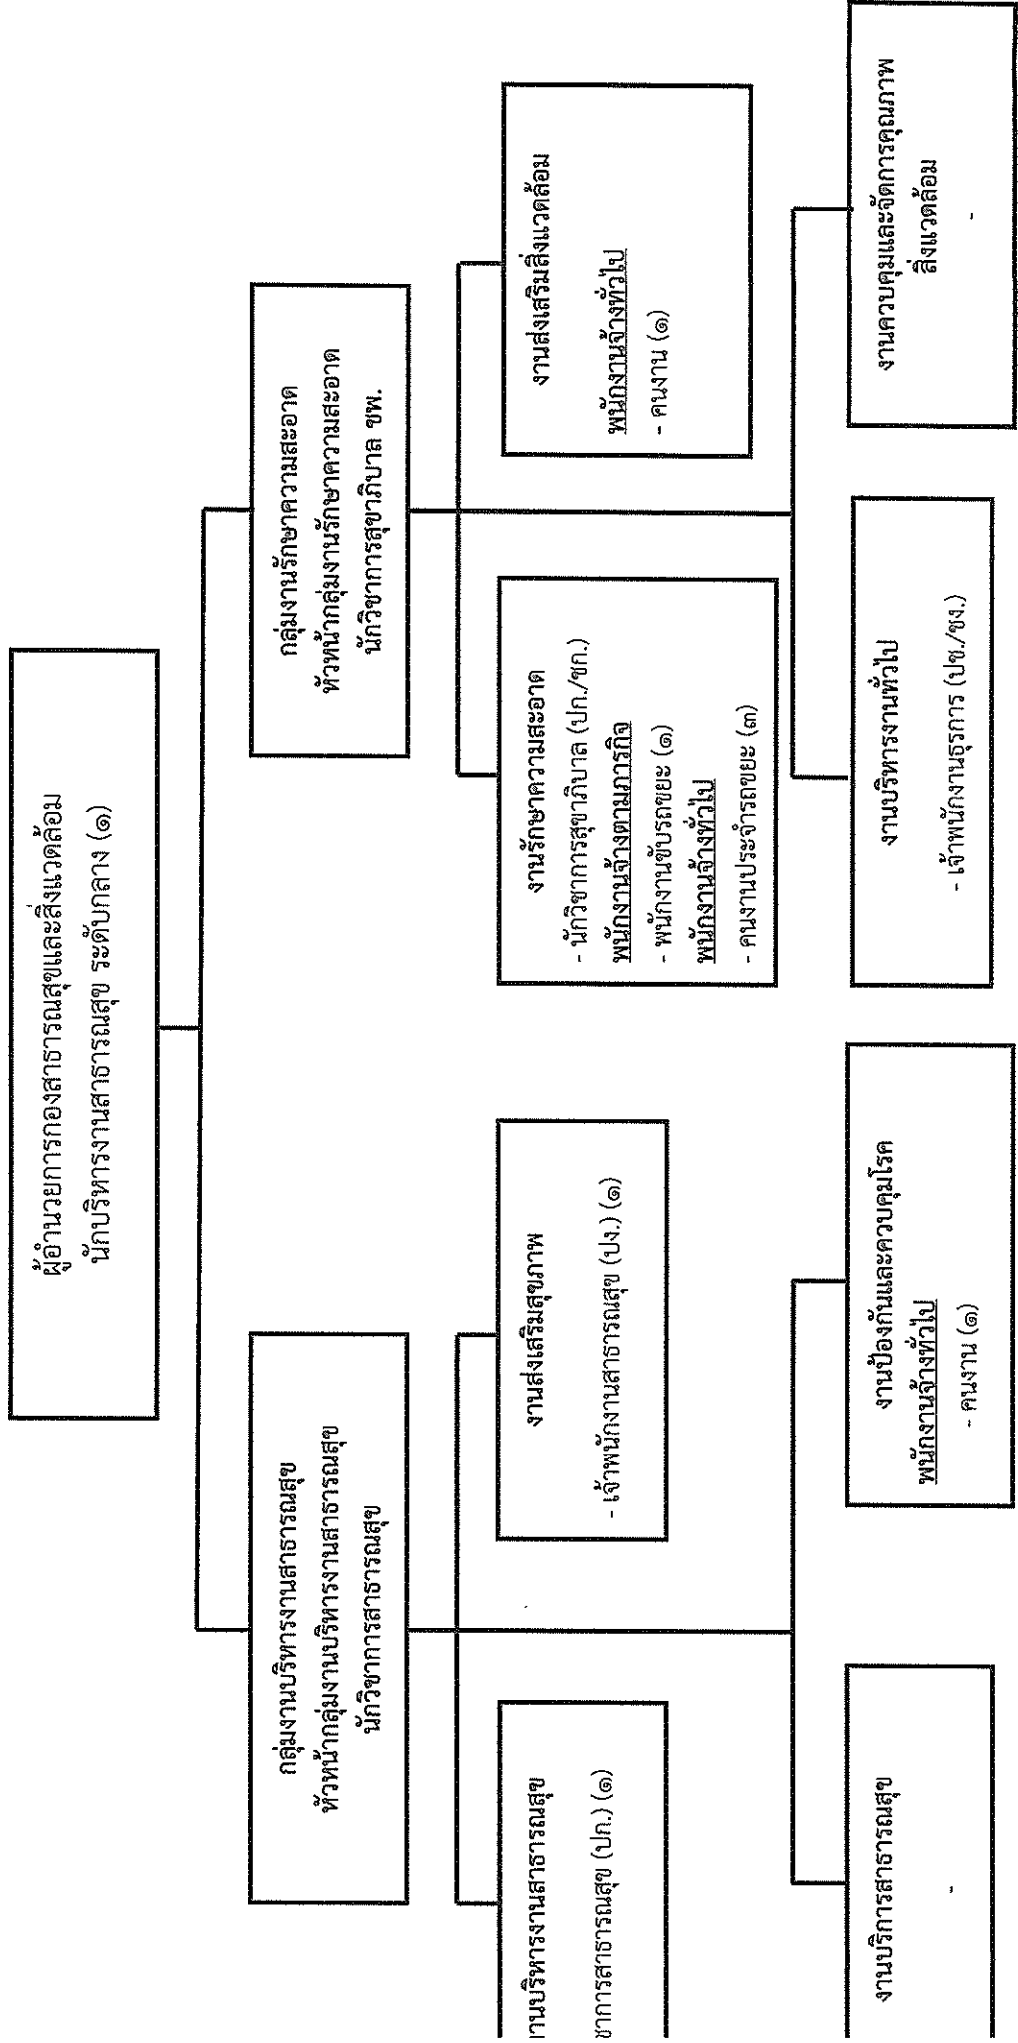 ผู้อำนวยการกองสาธารณสุขและสิ่งแวดล้อม
นักบริหารงานสาธารณสุข ระดับกลาง (๑)
กลุ่มงานบริหารงานสาธารณสุข
หัวหน้ากลุ่มงานบริหารงานสาธารณสุข
นักวิชาการสาธารณสุข
กลุ่มงานรักษาความสะอาด
หัวหน้ากลุ่มงานรักษาความสะอาด
นักวิชาการสุขาภิบาล ชพ.
านบริหารงานสาธารณสุข
ชาการสาธารณสุข (ปก.) (๑)
งานส่งเสริมสุขภาพ
- เจ้าพนักงานสาธารณสุข (ปง.) (๑)
งานรักษาความสะอาด
- นักวิชาการสุขาภิบาล (ปก./ชก.)
พนักงานจ้างตามภารกิจ
- พนักงานขับรถขยะ (๑)
พนักงานจ้างทั่วไป
- คนงานประจำรถขยะ (๓)
งานส่งเสริมสิ่งแวดล้อม
พนักงานจ้างทั่วไป
- คนงาน (๑)
งานบริการสาธารณสุข
-
งานป้องกันและควบคุมโรค
พนักงานจ้างทั่วไป
- คนงาน (๑)
งานบริหารงานทั่วไป
- เจ้าพนักงานธุรการ (ปช./ชง.)
งานควบคุมและจัดการคุณภาพ
สิ่งแวดล้อม
-